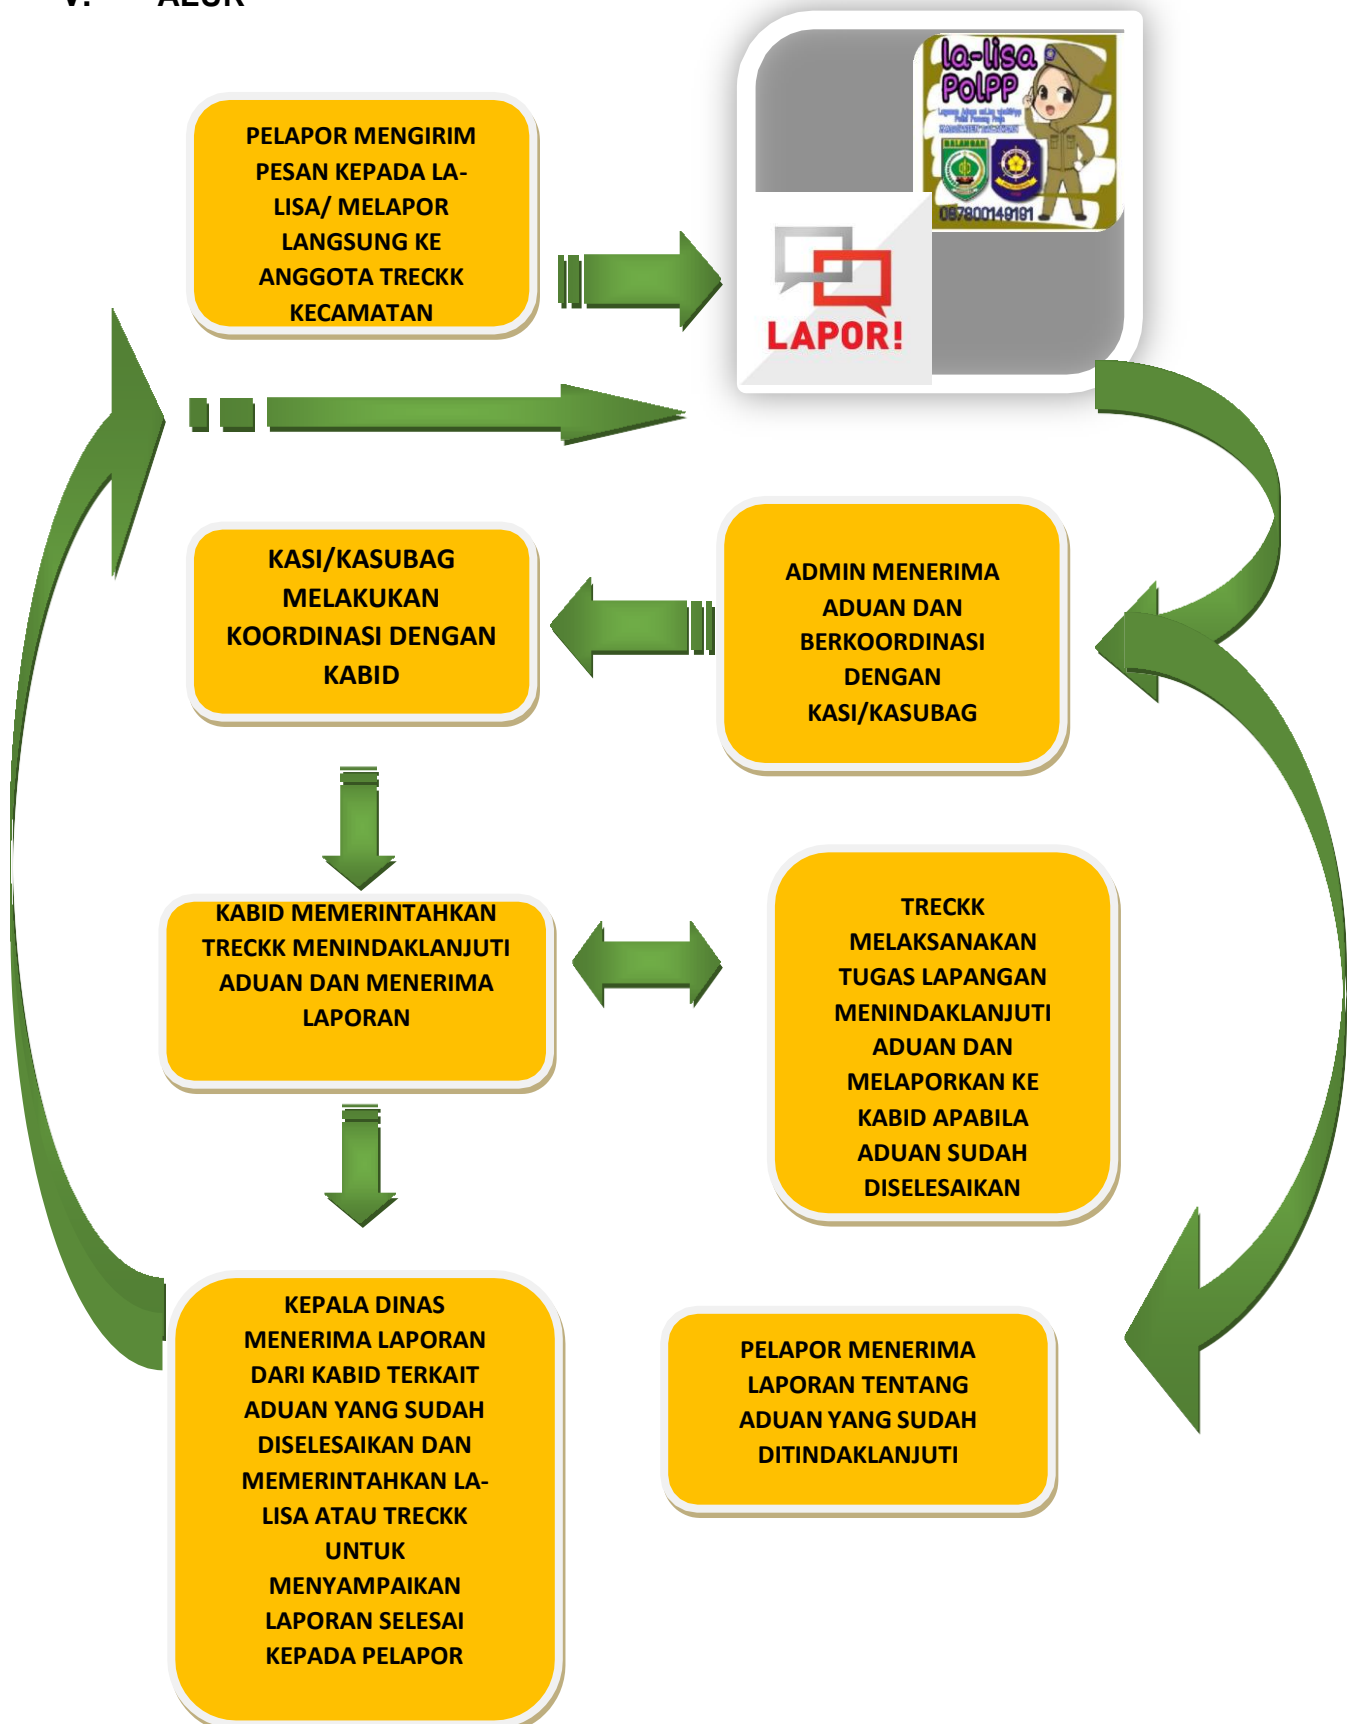 V. ALUR
PELAPOR MENGIRIM
PESAN KEPADA LA-
LISA/ MELAPOR
LANGSUNG KE
ANGGOTA TRECKK
KECAMATAN
la-lisa
PolPP
BALANGAN
087800149191
LAPOR!
KASI/KASUBAG
MELAKUKAN
KOORDINASI DENGAN
KABID
ADMIN MENERIMA
ADUAN DAN
BERKOORDINASI
DENGAN
KASI/KASUBAG
KABID MEMERINTAHKAN
TRECKK MENINDAKLANJUTI
ADUAN DAN MENERIMA
LAPORAN
TRECKK
MELAKSANAKAN
TUGAS LAPANGAN
MENINDAKLANJUTI
ADUAN DAN
MELAPORKAN KE
KABID APABILA
ADUAN SUDAH
DISELESAIKAN
KEPALA DINAS
MENERIMA LAPORAN
DARI KABID TERKAIT
ADUAN YANG SUDAH
DISELESAIKAN DAN
MEMERINTAHKAN LA-
LISA ATAU TRECKK
UNTUK
MENYAMPAIKAN
LAPORAN SELESAI
KEPADA PELAPOR
PELAPOR MENERIMA
LAPORAN TENTANG
ADUAN YANG SUDAH
DITINDAKLANJUTI